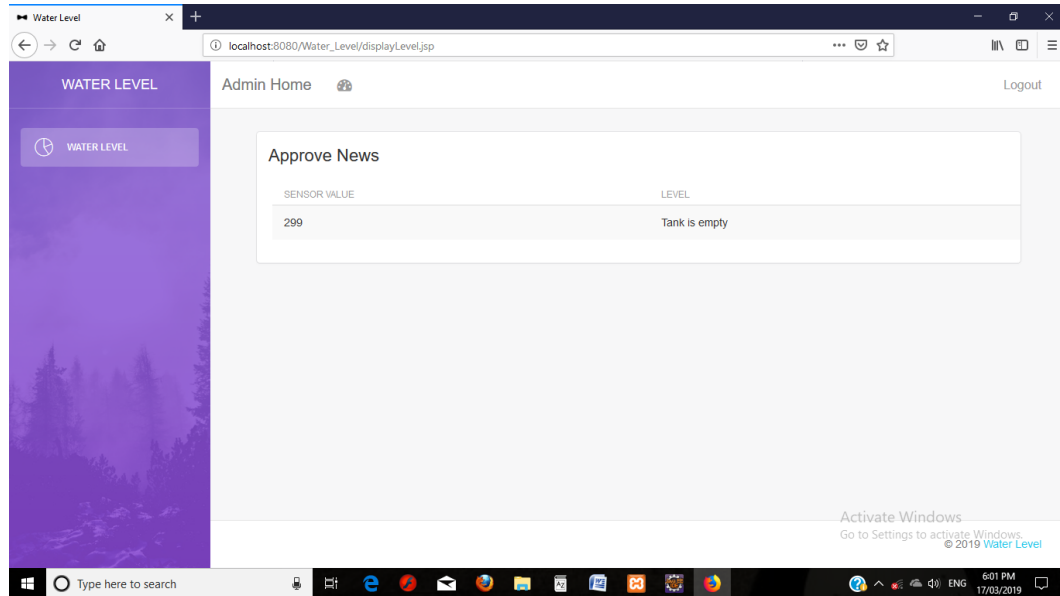 Water Level
localhost:8080/Water_Level/displayLevel.jsp
WATER LEVEL
Admin Home
Logout
WATER LEVEL
Approve News
SENSOR VALUE LEVEL
299 Tank is empty
Activate Windows
Go to Settings to activate Windows.
© 2019 Water Level
Type here to search
ENG
6:01 PM
17/03/2019